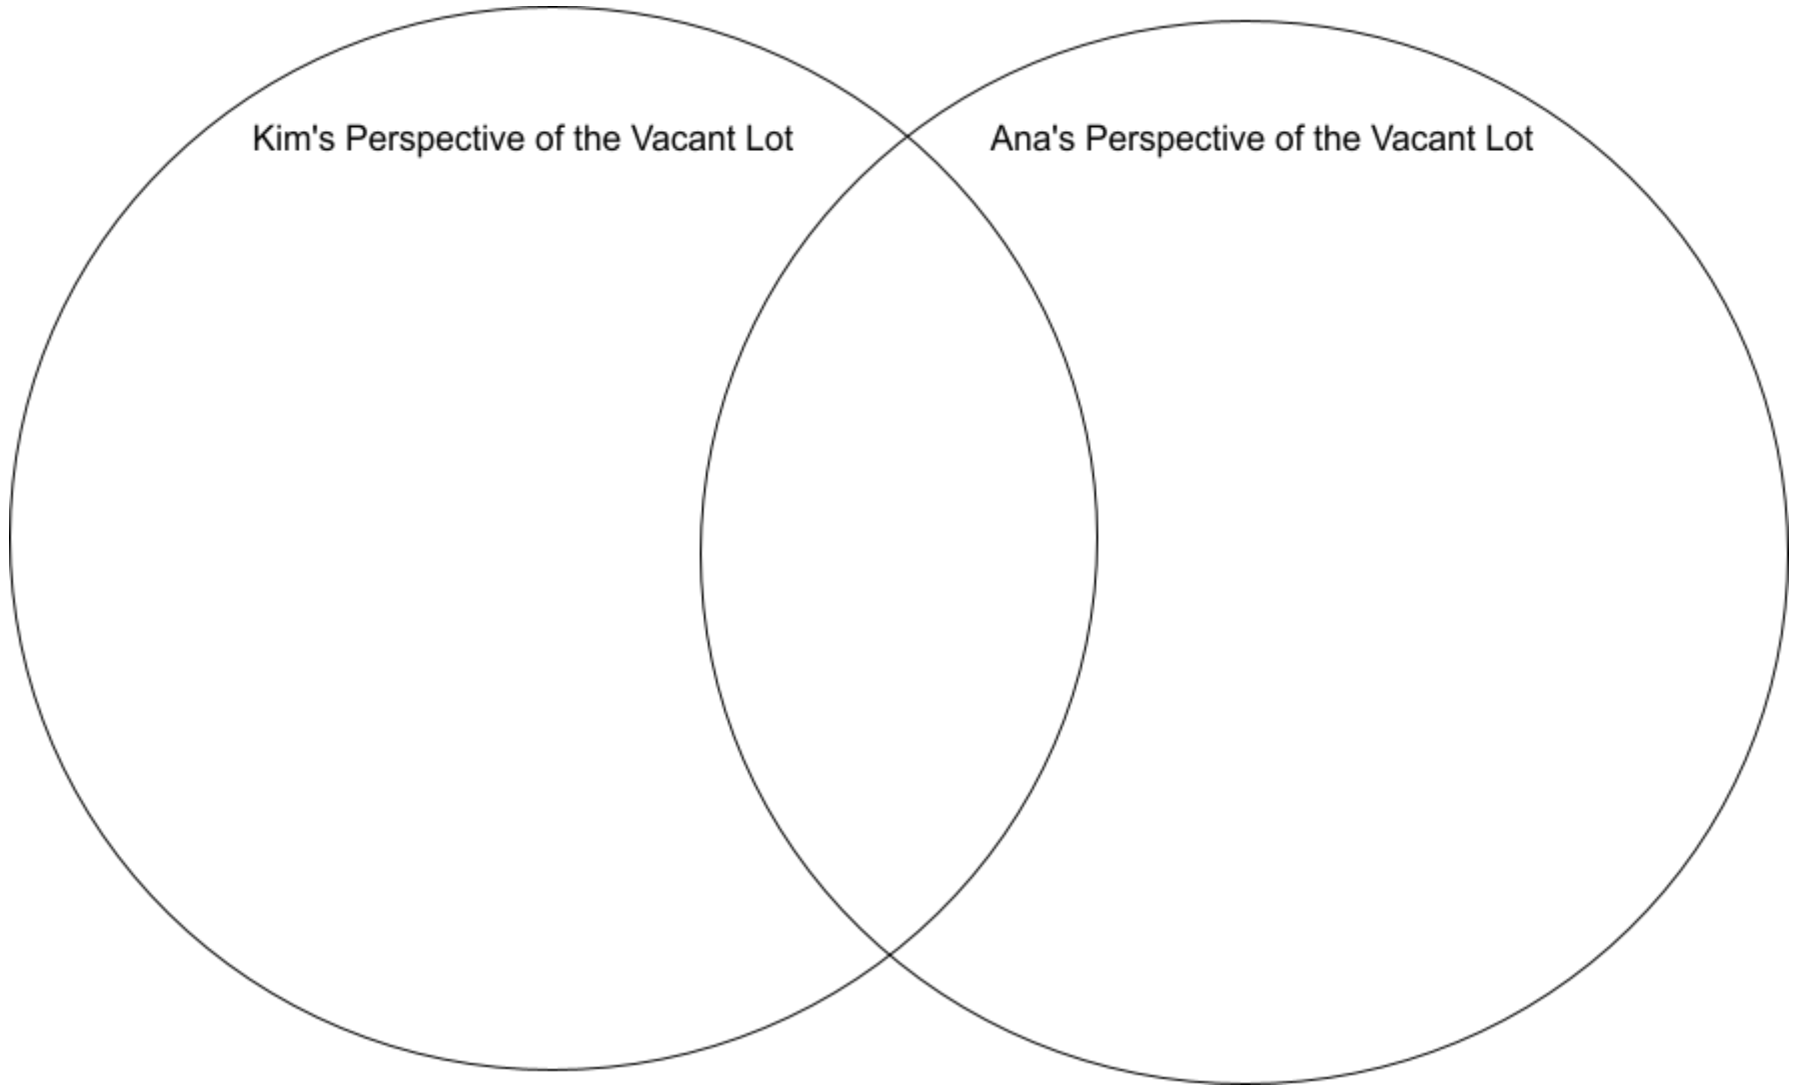 Kim's Perspective of the Vacant Lot
Ana's Perspective of the Vacant Lot